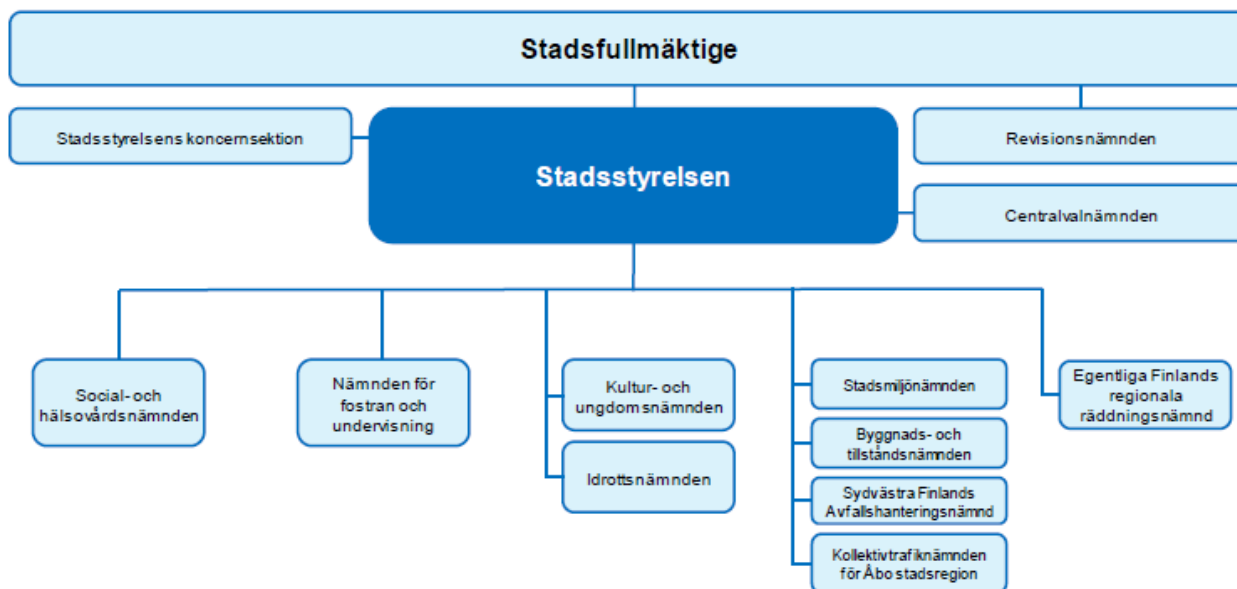 Stadsfullmäktige
Stadsstyrelsens koncernsektion
Revisionsnämnden
Stadsstyrelsen
Centralvalnämnden
Social- och
hälsovårdsnämnden
Nämnden för
fostran och
undervisning
Kultur- och
ungdomsnämnden
Idrottsnämnden
Stadsmiljönämnden
Byggnads- och
tillståndsnämnden
Sydvästra Finlands
Avfallshanteringsnämnd
Kollektivtrafiknämnden
för Åbo stadsregion
Egentliga Finlands
regionala
räddningsnämnd